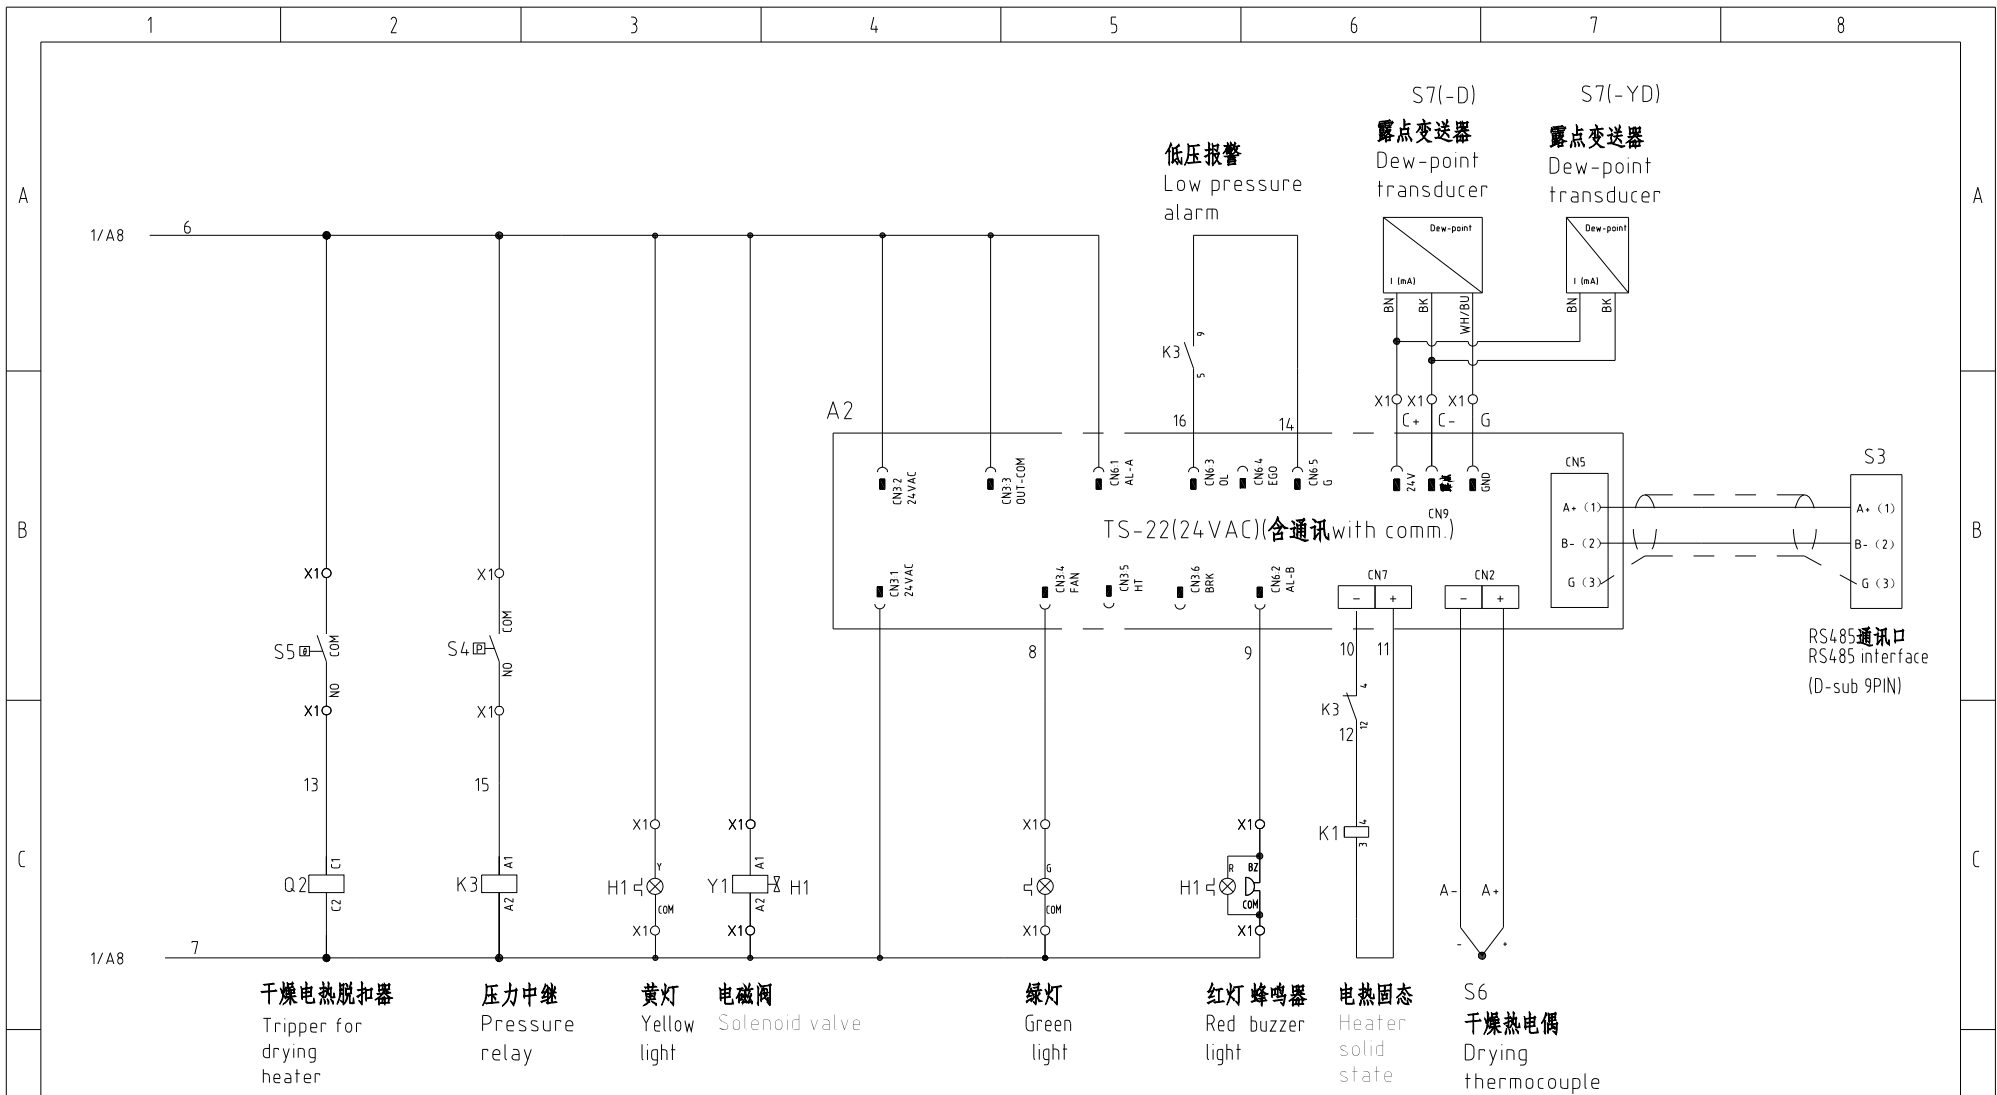 1 2 3 4 5 6 7 8
A
B
C
A
B
C
1/A8
6
1/A8
7
X1
S5
COM
NO
X1
13
Q2
C1
C2
干燥电热脱扣器
Tripper for
drying
heater
X1
COM
S4
P
NO
X1
15
K3
A1
A2
压力中继
Pressure
relay
X1
Y
H1
COM
X1
黄灯
Yellow
light
X1
A1
Y1
H1
A2
X1
电磁阀
Solenoid valve
A2
CN3.2
24VAC
CN3.3
OUT-COM
CN6.1
AL-A
低压报警
Low pressure
alarm
9
K3
5
16
14
CN6.3
OL
CN6.4
EGO
CN6.5
G
S7(-D)
露点变送器
Dew-point
transducer
Dew-point
I (mA)
BN
BK
WH/BU
S7(-YD)
露点变送器
Dew-point
transducer
Dew-point
I (mA)
BN
BK
X1
X1
X1
C+
C-
G
24V
露点
GND
CN9
TS-22(24VAC)(含通讯with comm.)
CN3.1
24VAC
CN3.4
FAN
CN3.5
HT
CN3.6
BRK
CN6.2
AL-B
CN7
- +
CN2
- +
CN5
A+ (1)
B- (2)
G (3)
S3
A+ (1)
B- (2)
G (3)
RS485通讯口
RS485 interface
(D-sub 9PIN)
8
X1
G
COM
X1
绿灯
Green
light
9
X1
R
BZ
H1
COM
X1
红灯 蜂鸣器
Red buzzer
light
10
11
4
K3
12
12
4
K1
3
电热固态
Heater
solid
state
A-
A+
-
+
S6
干燥热电偶
Drying
thermocouple